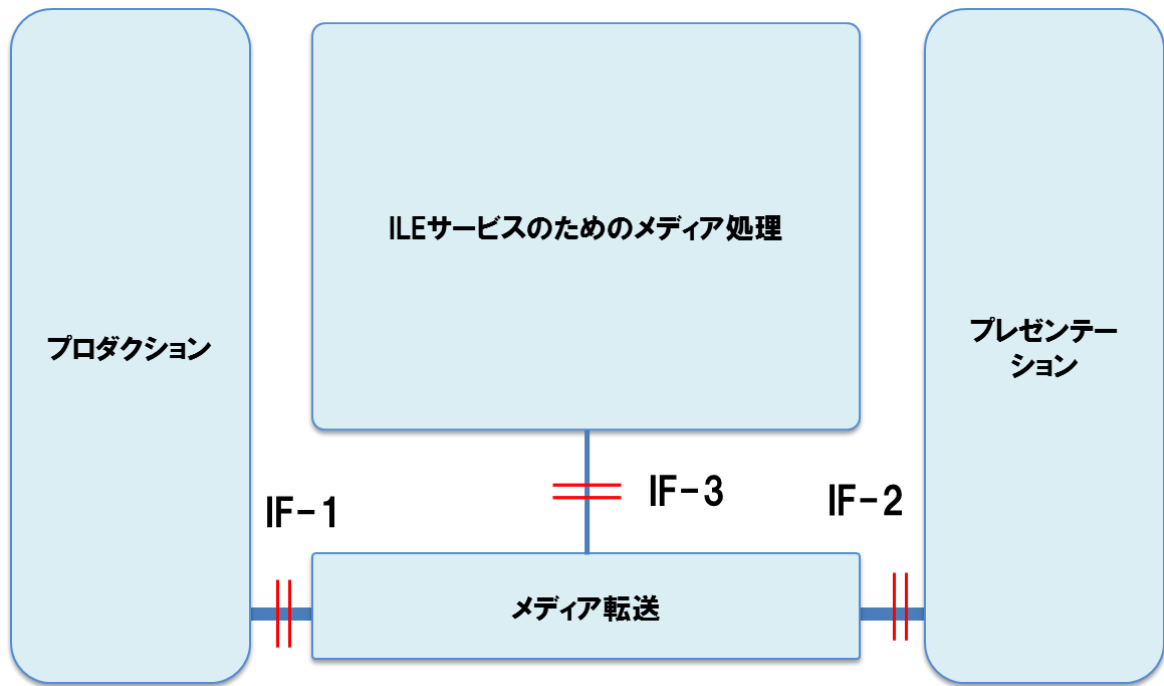 ILEサービスのためのメディア処理
プロダクション
プレゼンテー
ション
IF-3
IF-2
IF-1
メディア転送